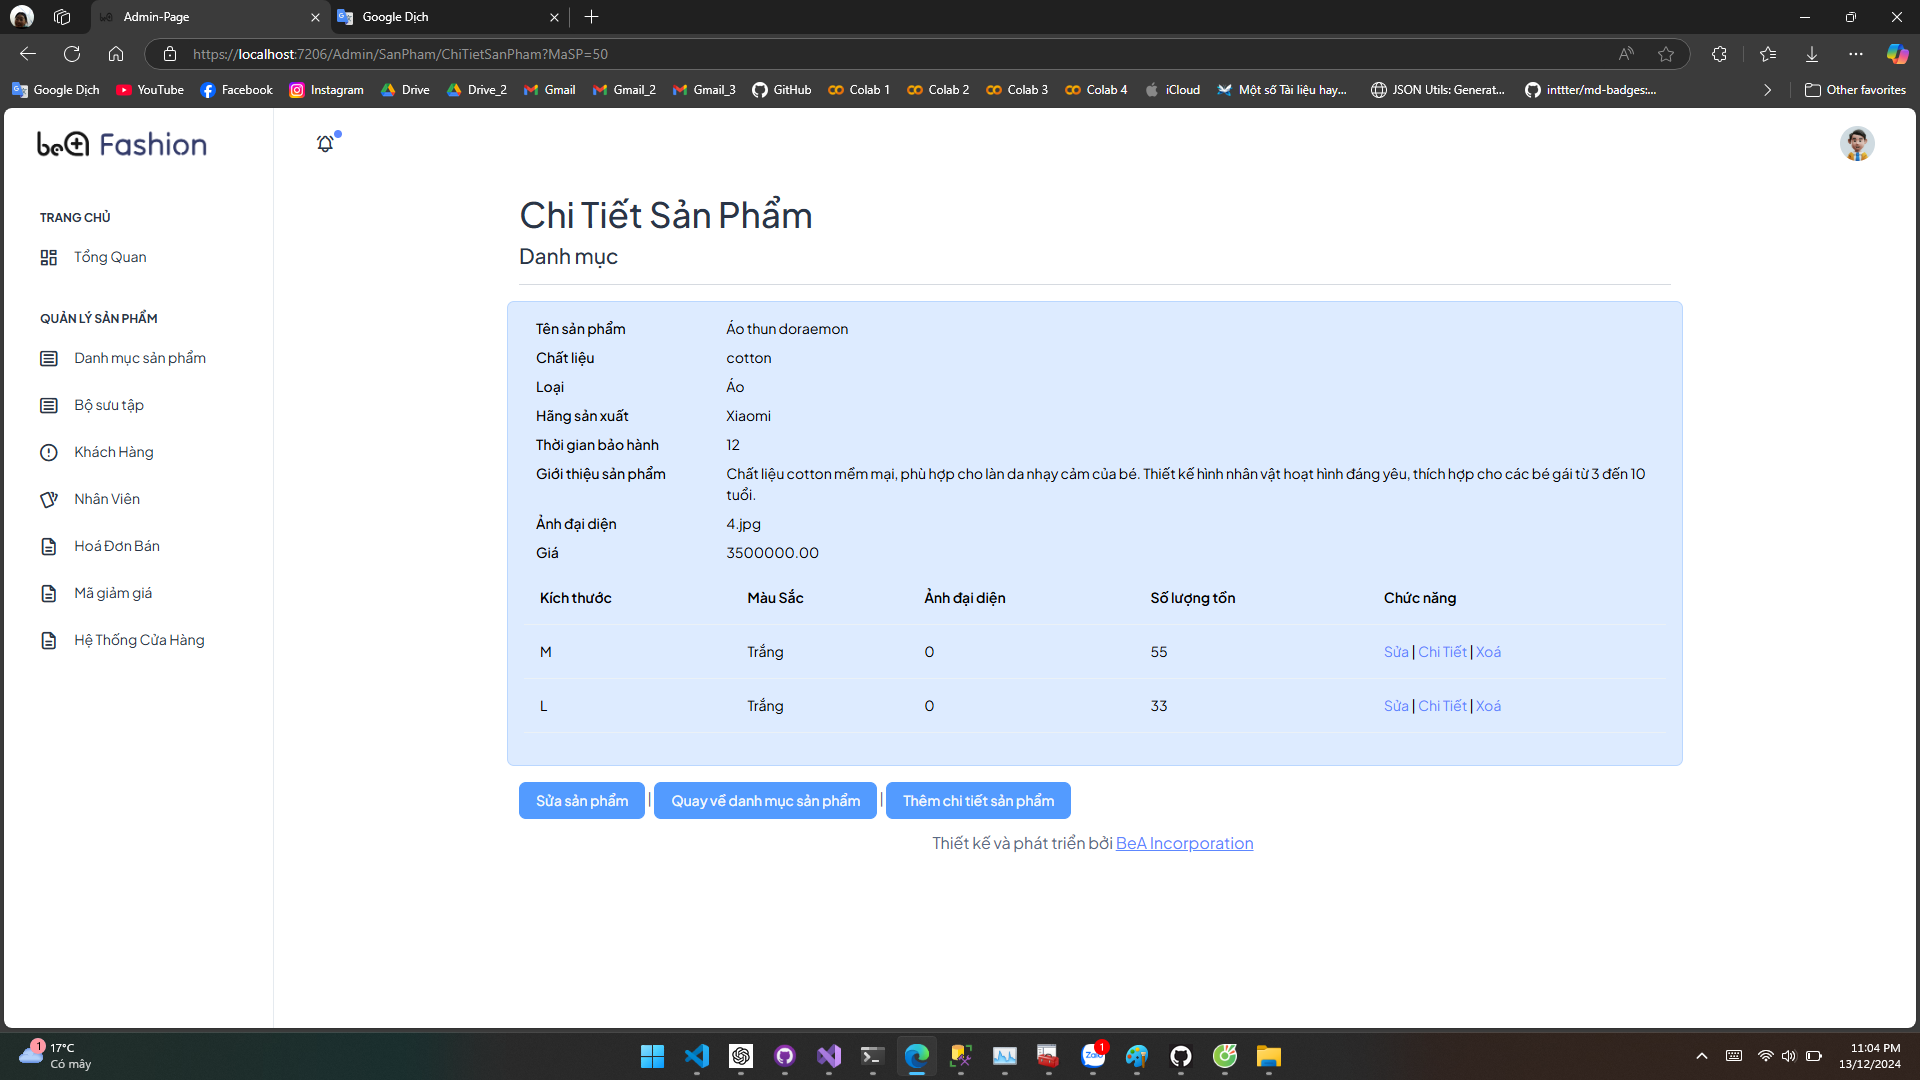 Admin-Page
Google Dịch
https://localhost:7206/Admin/SanPham/ChiTietSanPham?MaSP=50
Google Dịch
YouTube
Facebook
Instagram
Drive
Drive_2
Gmail
Gmail_2
Gmail_3
GitHub
Colab 1
Colab 2
Colab 3
Colab 4
iCloud
Một số Tài liệu hay...
JSON Utils: Generat...
inttter/md-badges:...
Other favorites
beA Fashion
TRANG CHỦ
Tổng Quan
QUẢN LÝ SẢN PHẨM
Danh mục sản phẩm
Bộ sưu tập
Khách Hàng
Nhân Viên
Hoá Đơn Bán
Mã giảm giá
Hệ Thống Cửa Hàng
Chi Tiết Sản Phẩm
Danh mục
Tên sản phẩm Áo thun doraemon
Chất liệu cotton
Loại Áo
Hãng sản xuất Xiaomi
Thời gian bảo hành 12
Giới thiệu sản phẩm Chất liệu cotton mềm mại, phù hợp cho làn da nhạy cảm của bé. Thiết kế hình nhân vật hoạt hình đáng yêu, thích hợp cho các bé gái từ 3 đến 10
tuổi.
Ảnh đại diện 4.jpg
Giá 3500000.00
Kích thước Màu Sắc Ảnh đại diện Số lượng tồn Chức năng
M Trắng 0 55 Sửa | Chi Tiết | Xoá
L Trắng 0 33 Sửa | Chi Tiết | Xoá
Sửa sản phẩm | Quay về danh mục sản phẩm | Thêm chi tiết sản phẩm
Thiết kế và phát triển bởi BeA Incorporation
1
17°C
Có mây
Zalo
1
11:04 PM
13/12/2024